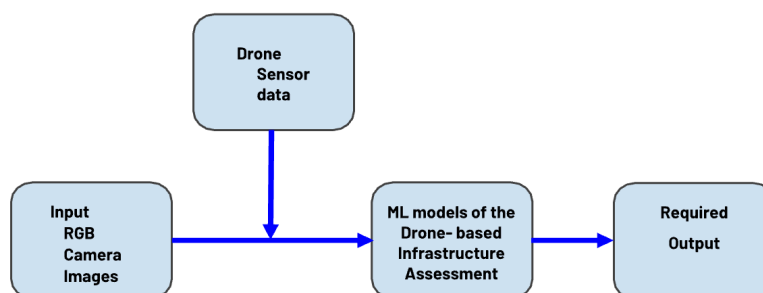 Drone
Sensor
data
Input
RGB
Camera
Images
ML models of the
Drone- based
Infrastructure
Assessment
Required
Output